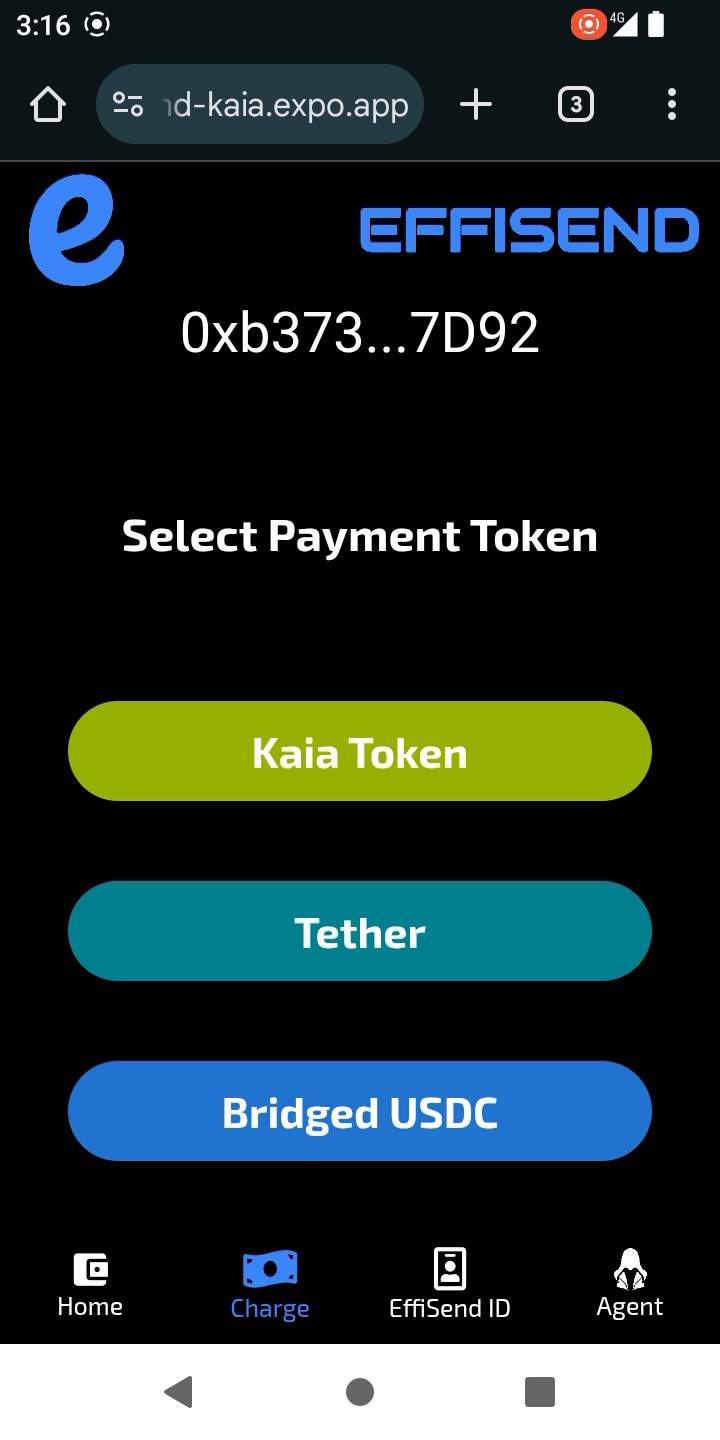 3:16
4G
nd-kaia.expo.app
3
e
EFFISEND
0xb373...7D92
Select Payment Token
Kaia Token
Tether
Bridged USDC
Home
Charge
EffiSend ID
Agent